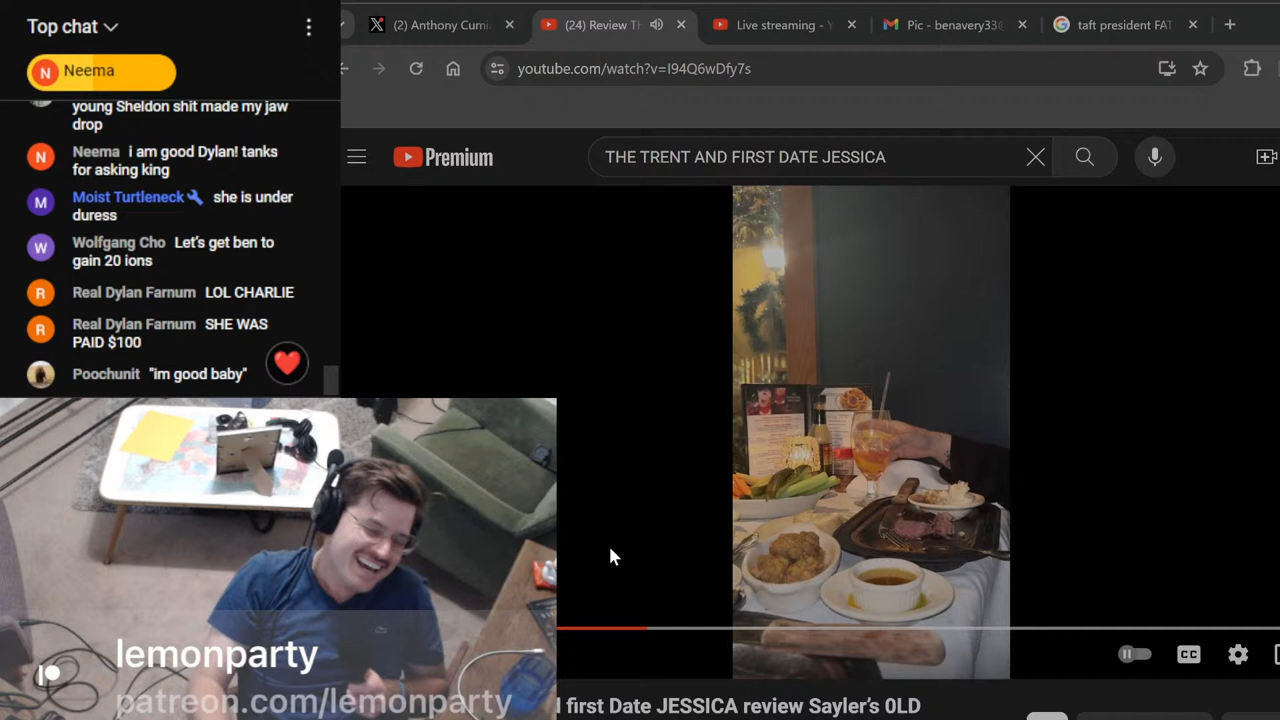 Top chat
(2) Anthony Cumi
(24) Review Th
Live streaming - Y
Pic - benavery33@
taft president FAT
N Neema
youtube.com/watch?v=I94Q6wDfy7s
young Sheldon shit made my jaw
drop
N Neema i am good Dylan! tanks
for asking king
M Moist Turtleneck she is under
duress
W Wolfgang Cho Let's get ben to
gain 20 ions
R Real Dylan Farnum LOL CHARLIE
R Real Dylan Farnum SHE WAS
PAID $100
Poochunit "im good baby"
Premium
THE TRENT AND FIRST DATE JESSICA
CC
lemonparty
patreon.com/lemonparty
first Date JESSICA review Sayler's OLD